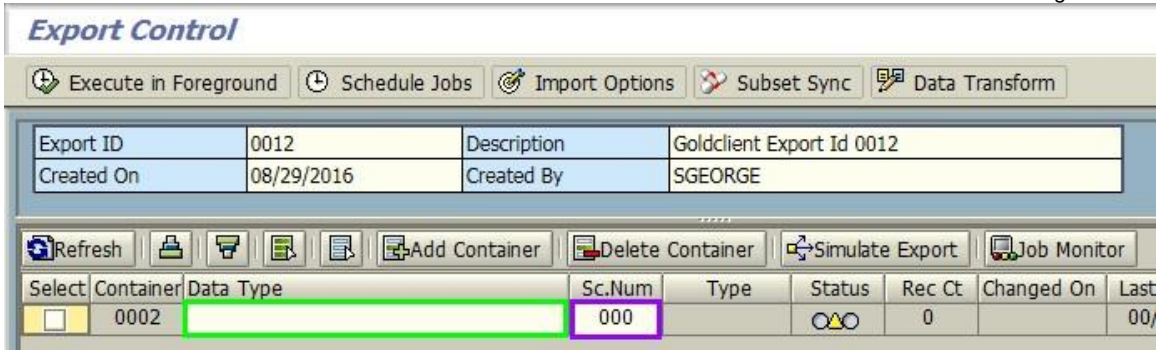 Export Control
Execute in Foreground Schedule Jobs Import Options Subset Sync Data Transform
Export ID 0012 Description Goldclient Export Id 0012
Created On 08/29/2016 Created By SGEORGE
Refresh Add Container Delete Container Simulate Export Job Monitor
Select Container Data Type Sc.Num Type Status Rec Ct Changed On Last
0002 000 0 00/